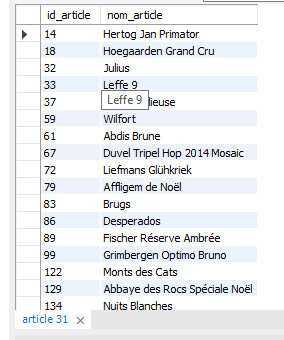 id_article nom_article
14 Hertog Jan Primator
18 Hoegaarden Grand Cru
32 Julius
33 Leffe 9
Leffe 9
37 lieuse
59 Wilfort
61 Abdis Brune
67 Duvel Tripel Hop 2014 Mosaic
72 Liefmans Glühkriek
79 Affligem de Noël
83 Brugs
86 Desperados
89 Fischer Réserve Ambrée
99 Grimbergen Optimo Bruno
122 Monts des Cats
129 Abbaye des Rocs Spéciale Noël
134 Nuits Blanches
article 31